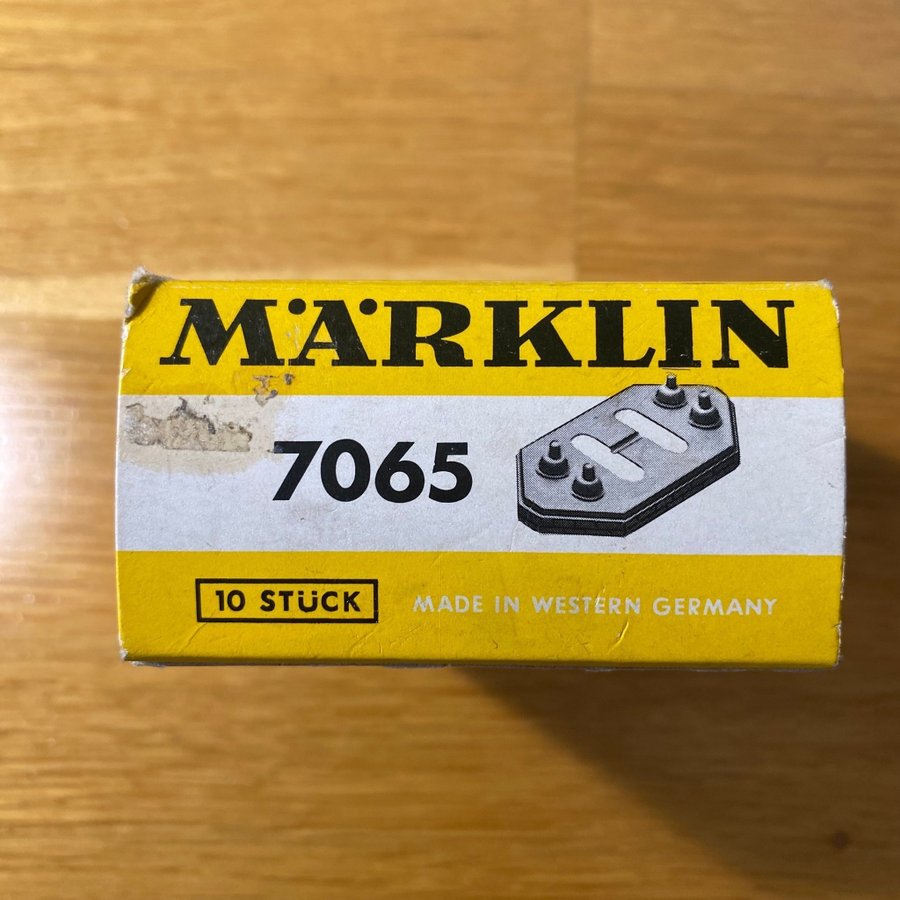 MÄRKLIN
7065
10 STÜCK
MADE IN WESTERN GERMANY